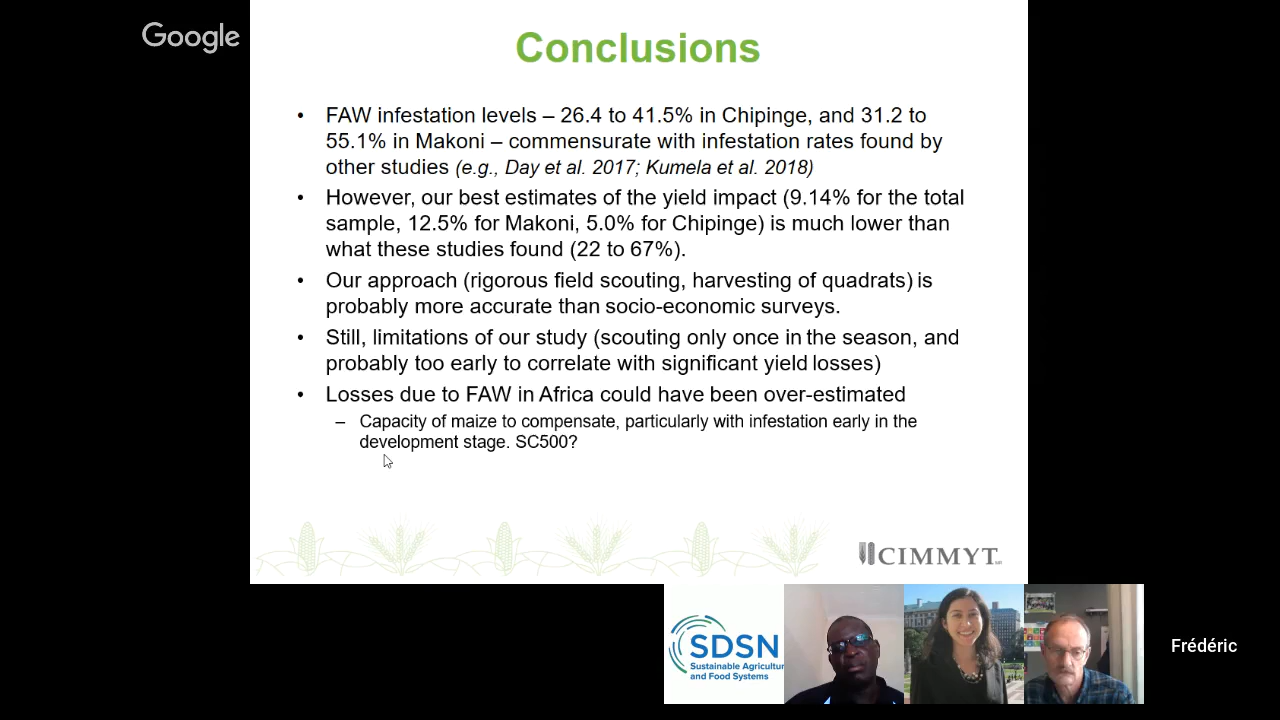 Google
Conclusions
• FAW infestation levels – 26.4 to 41.5% in Chipinge, and 31.2 to
55.1% in Makoni – commensurate with infestation rates found by
other studies (e.g., Day et al. 2017; Kumela et al. 2018)
• However, our best estimates of the yield impact (9.14% for the total
sample, 12.5% for Makoni, 5.0% for Chipinge) is much lower than
what these studies found (22 to 67%).
• Our approach (rigorous field scouting, harvesting of quadrats) is
probably more accurate than socio-economic surveys.
• Still, limitations of our study (scouting only once in the season, and
probably too early to correlate with significant yield losses)
• Losses due to FAW in Africa could have been over-estimated
– Capacity of maize to compensate, particularly with infestation early in the
development stage. SC500?
CIMMYT
SDSN
Sustainable Agricultu
and Food Systems
Frédéric